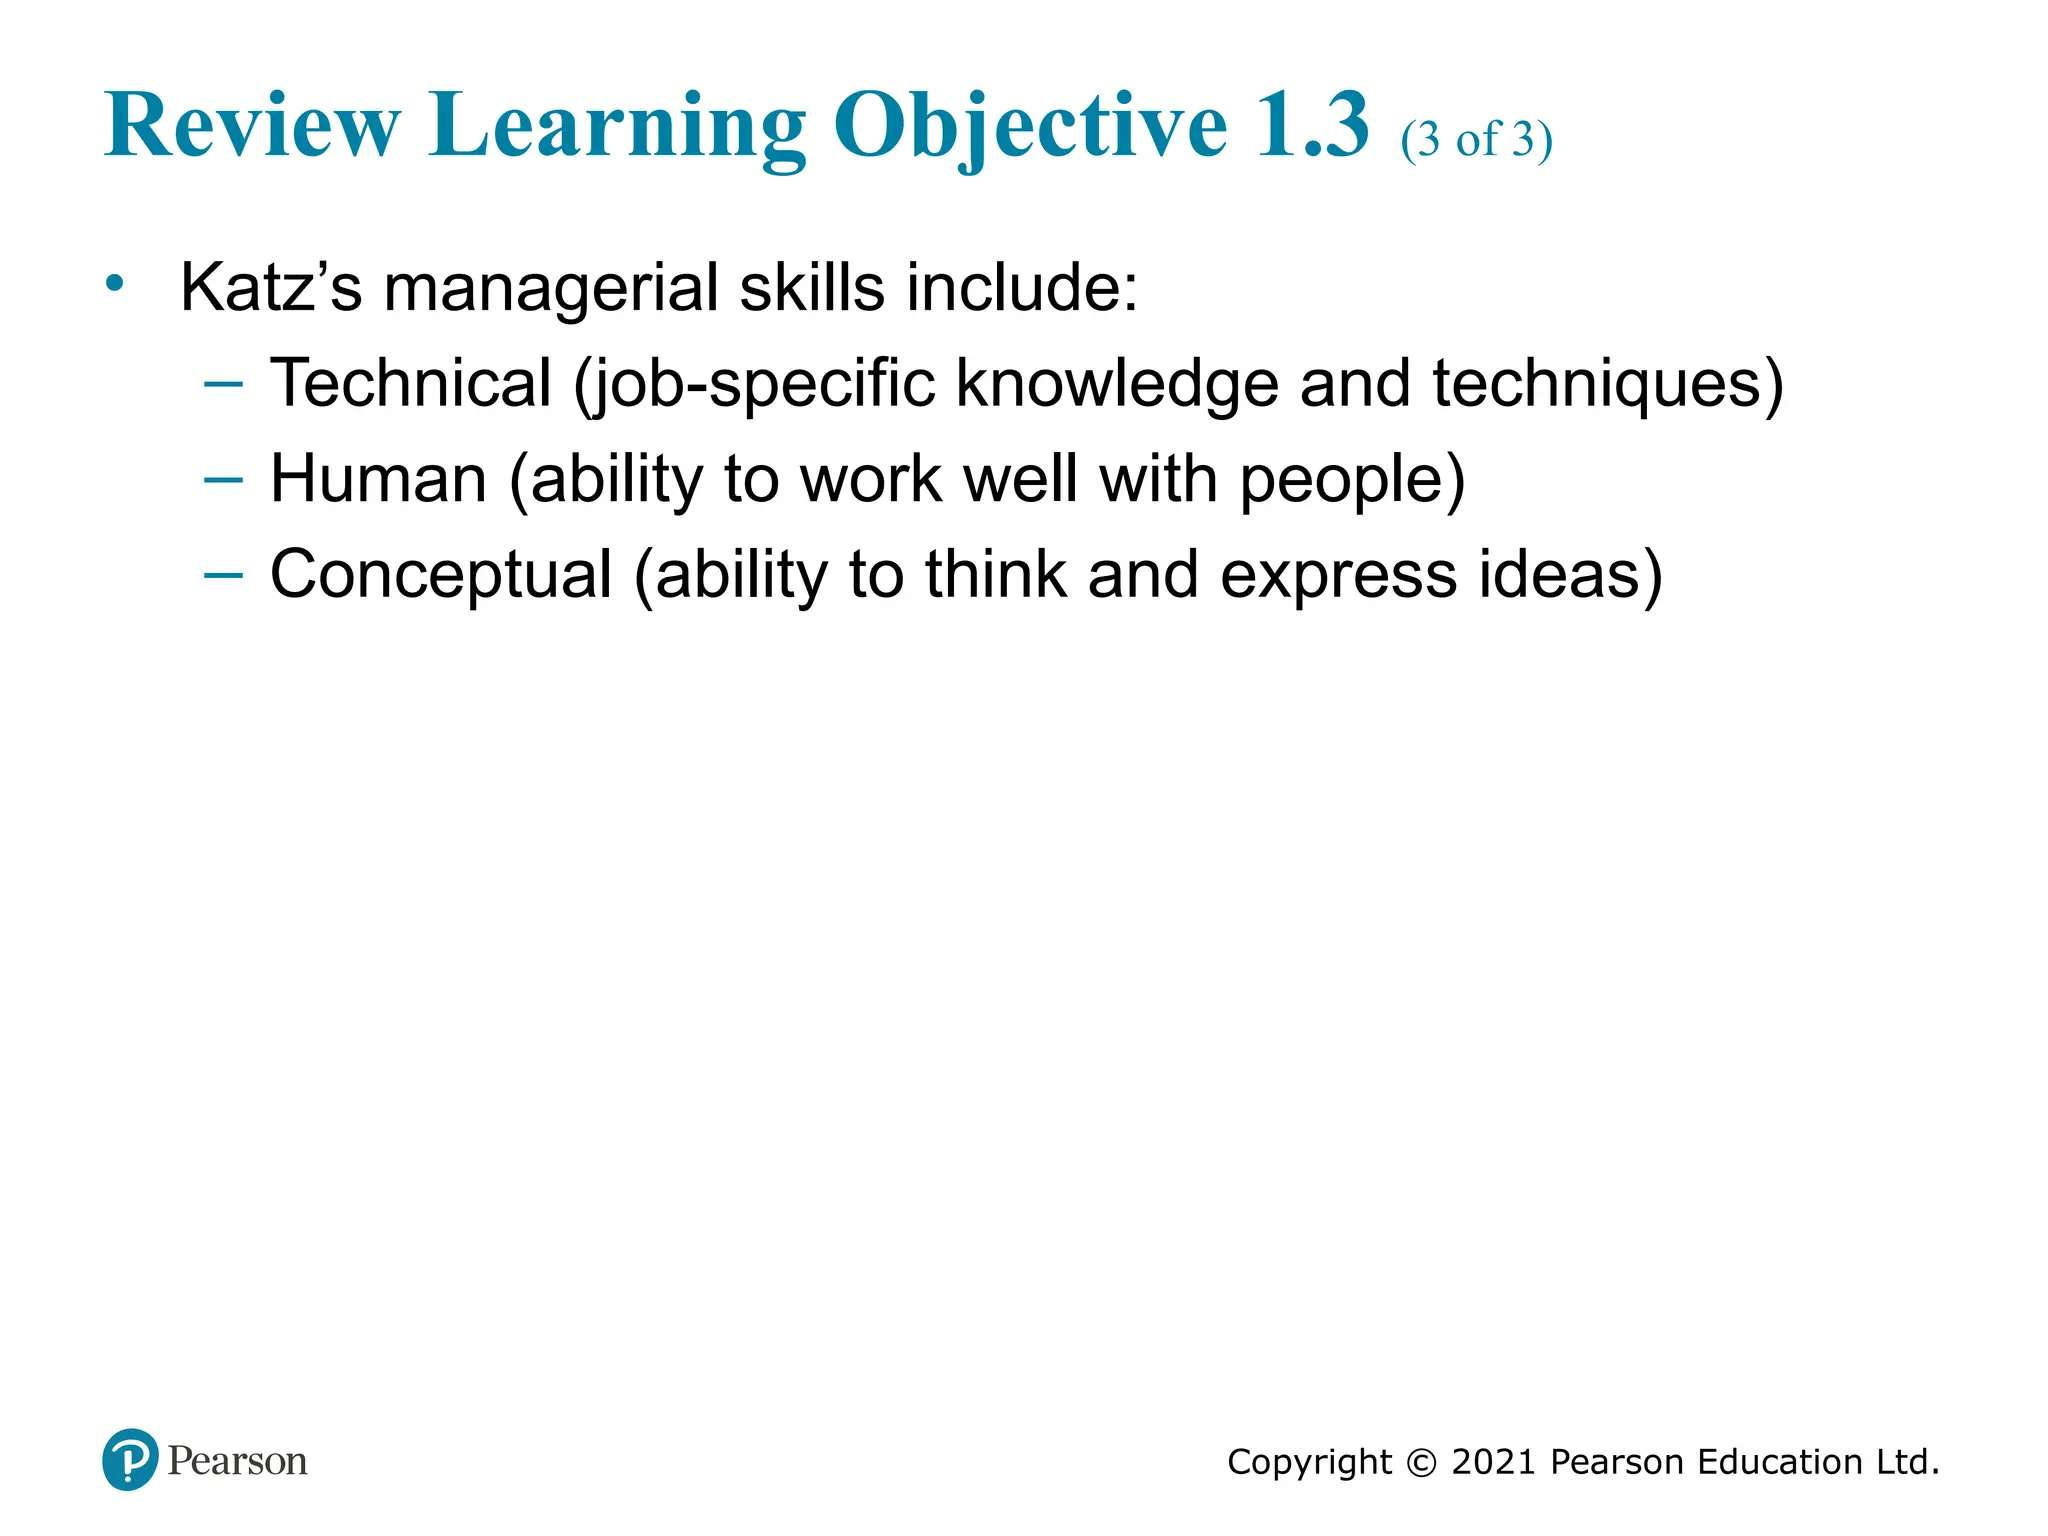 Review Learning Objective 1.3 (3 of 3)
• Katz’s managerial skills include:
– Technical (job-specific knowledge and techniques)
– Human (ability to work well with people)
– Conceptual (ability to think and express ideas)
Pearson
Copyright © 2021 Pearson Education Ltd.